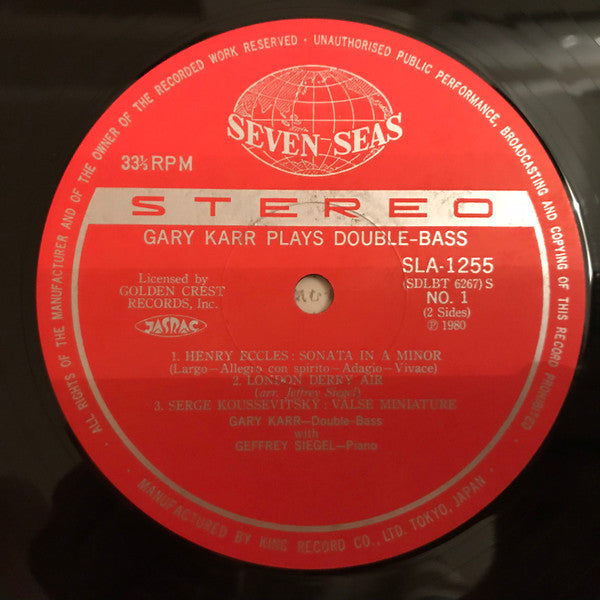 ALL RIGHTS OF THE MANUFACTURER AND OF THE OWNER OF THE RECORDED WORK RESERVED · UNAUTHORISED PUBLIC PERFORMANCE, BROADCASTING AND COPYING OF THIS RECORD PROHIBITED
SEVEN SEAS
33⅓ RPM
STEREO
GARY KARR PLAYS DOUBLE-BASS
Licensed by
GOLDEN CREST
RECORDS, Inc.
JASRAC
SLA-1255
(SDLBT 6267) S
NO. 1
(2 Sides)
Ⓟ 1980
1. HENRY ECCLES : SONATA IN A MINOR
(Largo-Allegro con spirito-Adagio-Vivace)
2. LONDON DERRY AIR
(arr. Jeffrey Siegel)
3. SERGE KOUSSEVITSKY : VALSE MINIATURE
GARY KARR-Double-Bass
with
GEFFREY SIEGEL-Piano
· MANUFACTURED BY KING RECORD CO., LTD. TOKYO, JAPAN ·